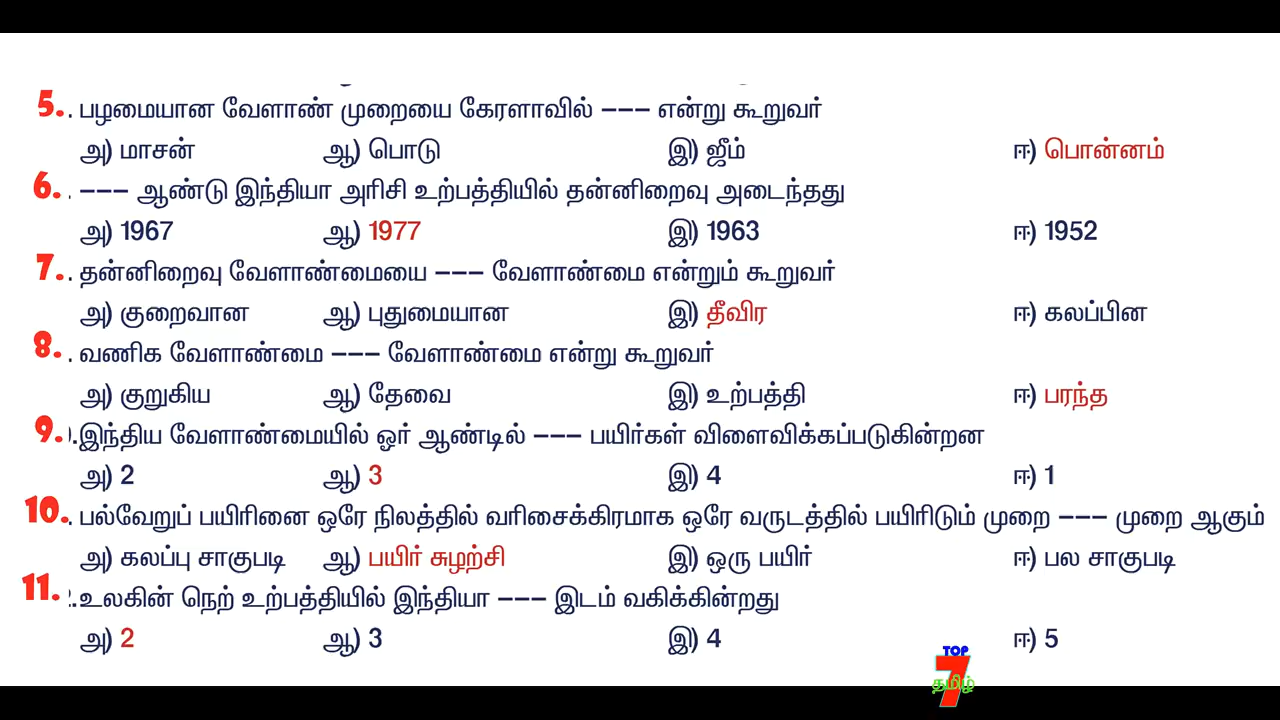 5. பழமையான வேளாண் முறையை கேரளாவில் --- என்று கூறுவர்
அ) மாசன் ஆ) பொடு இ) ஜீம் ஈ) பொன்னம்
6. --- ஆண்டு இந்தியா அரிசி உற்பத்தியில் தன்னிறைவு அடைந்தது
அ) 1967 ஆ) 1977 இ) 1963 ஈ) 1952
7. தன்னிறைவு வேளாண்மையை --- வேளாண்மை என்றும் கூறுவர்
அ) குறைவான ஆ) புதுமையான இ) தீவிர ஈ) கலப்பின
8. வணிக வேளாண்மை --- வேளாண்மை என்று கூறுவர்
அ) குறுகிய ஆ) தேவை இ) உற்பத்தி ஈ) பரந்த
9. இந்திய வேளாண்மையில் ஓர் ஆண்டில் --- பயிர்கள் விளைவிக்கப்படுகின்றன
அ) 2 ஆ) 3 இ) 4 ஈ) 1
10. பல்வேறுப் பயிரினை ஒரே நிலத்தில் வரிசைக்கிரமாக ஒரே வருடத்தில் பயிரிடும் முறை --- முறை ஆகும்
அ) கலப்பு சாகுபடி ஆ) பயிர் சுழற்சி இ) ஒரு பயிர் ஈ) பல சாகுபடி
11. உலகின் நெற் உற்பத்தியில் இந்தியா --- இடம் வகிக்கின்றது
அ) 2 ஆ) 3 இ) 4 ஈ) 5
TOP
7
தமிழ்